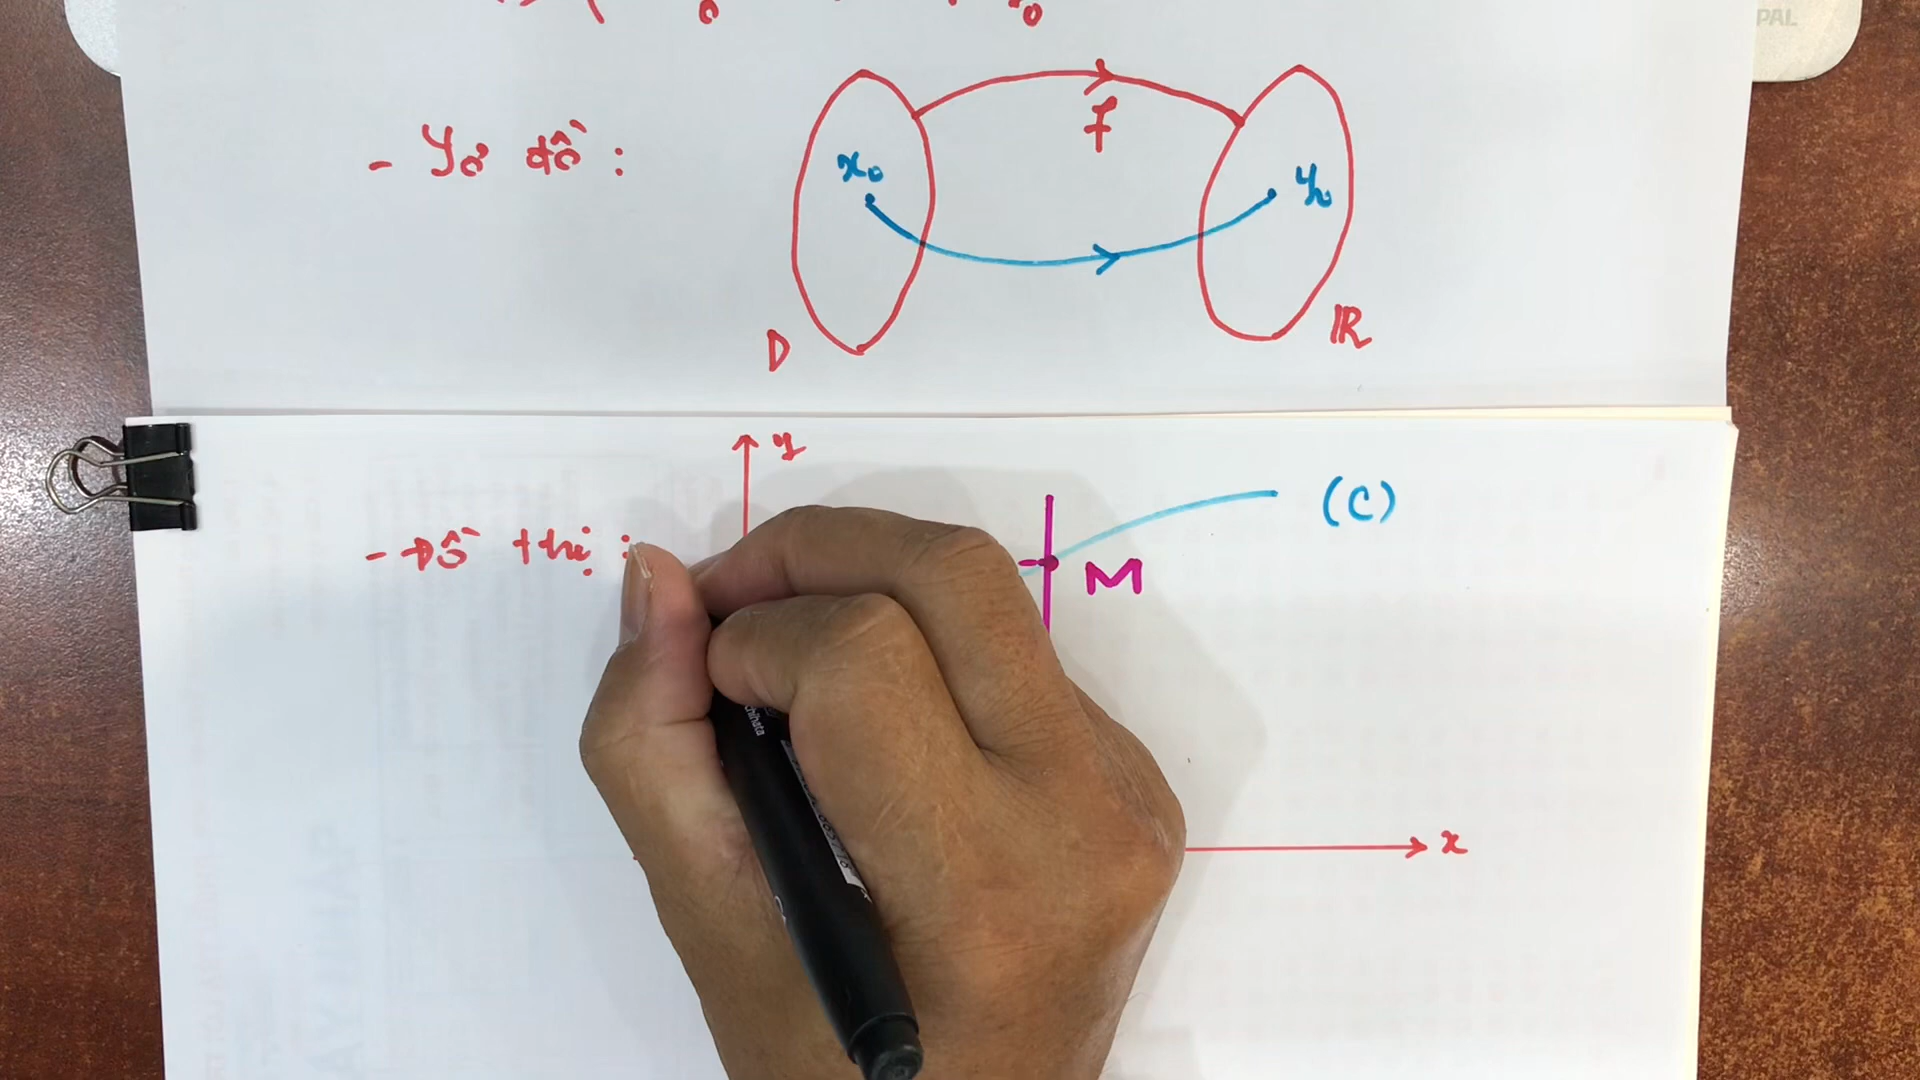 - Sơ đồ :
f
x₀
y₀
D
ℝ
y
(C)
- Đồ thị :
M
x